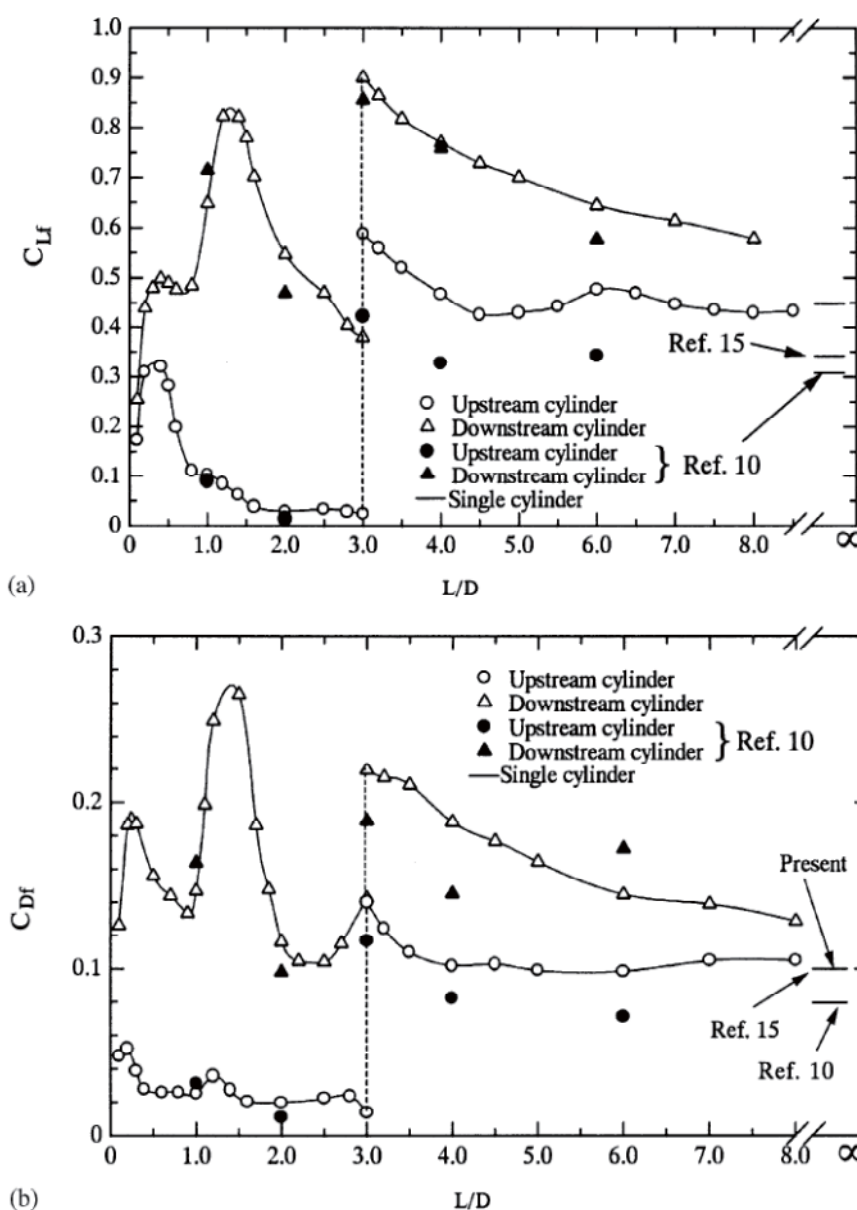 1.0
0.9
0.8
0.7
0.6
0.5
0.4
0.3
0.2
0.1
0
C_Lf
Ref. 15
Upstream cylinder
Downstream cylinder
Upstream cylinder
Downstream cylinder
} Ref. 10
Single cylinder
0 1.0 2.0 3.0 4.0 5.0 6.0 7.0 8.0 ∞
L/D
(a)
0.3
0.2
0.1
0
C_Df
Upstream cylinder
Downstream cylinder
Upstream cylinder
Downstream cylinder
} Ref. 10
Single cylinder
Present
Ref. 15
Ref. 10
0 1.0 2.0 3.0 4.0 5.0 6.0 7.0 8.0 ∞
L/D
(b)